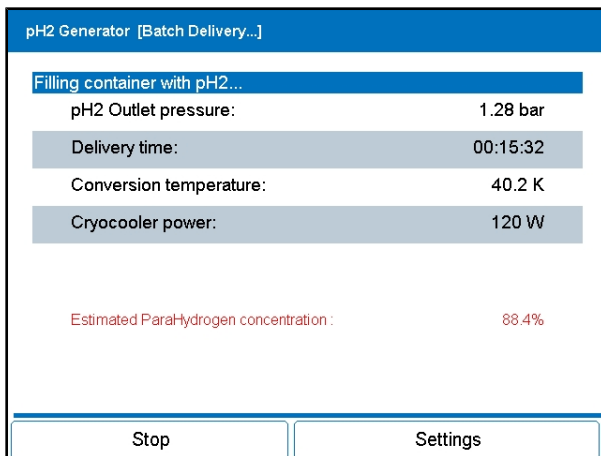 pH2 Generator [Batch Delivery...]
Filling container with pH2...
pH2 Outlet pressure: 1.28 bar
Delivery time: 00:15:32
Conversion temperature: 40.2 K
Cryocooler power: 120 W
Estimated ParaHydrogen concentration : 88.4%
Stop Settings